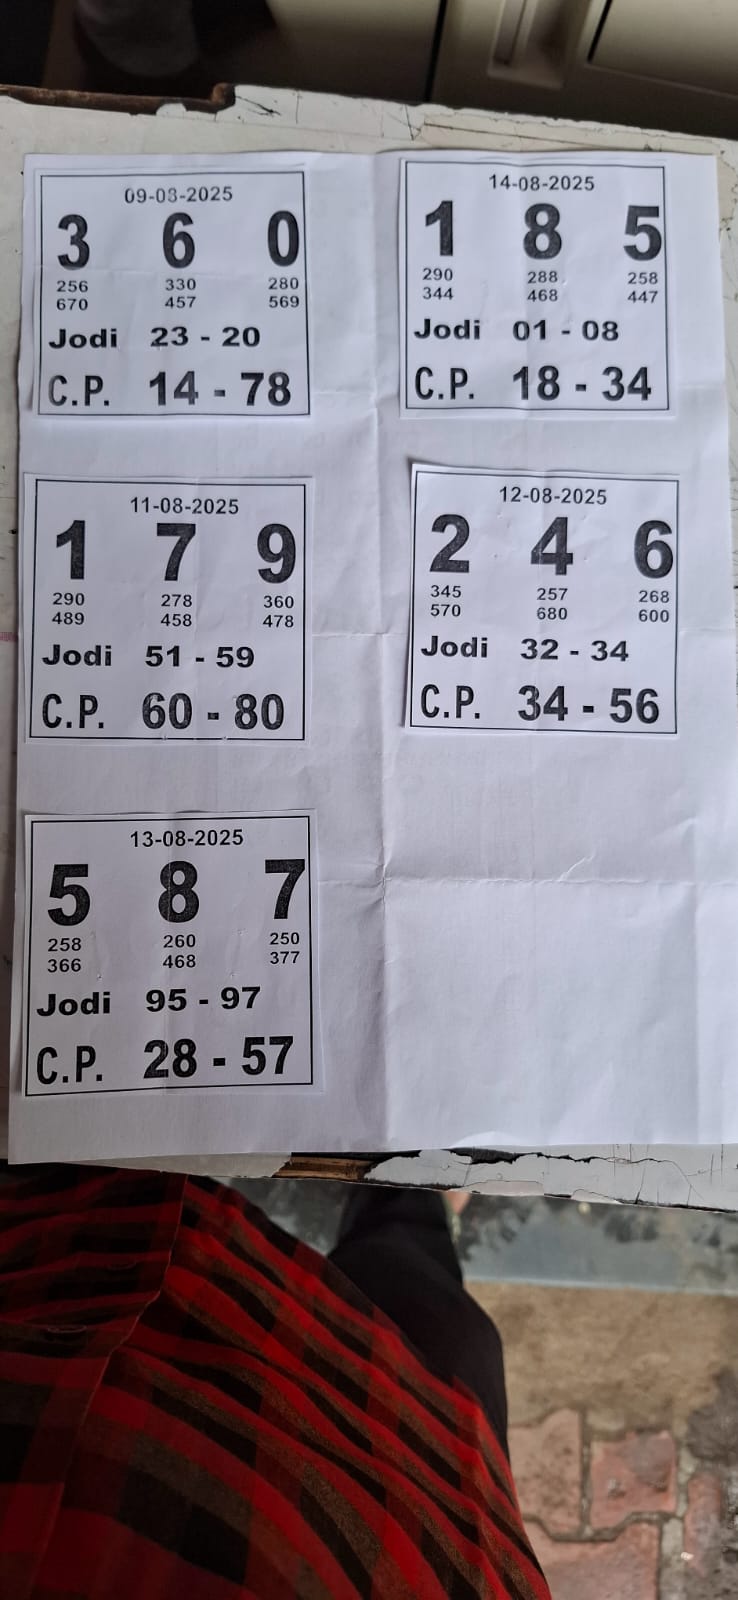 09-08-2025
3 6 0
256 330 280
670 457 569
Jodi 23 - 20
C.P. 14 - 78
14-08-2025
1 8 5
290 288 258
344 468 447
Jodi 01 - 08
C.P. 18 - 34
11-08-2025
1 7 9
290 278 360
489 458 478
Jodi 51 - 59
C.P. 60 - 80
12-08-2025
2 4 6
345 257 268
570 680 600
Jodi 32 - 34
C.P. 34 - 56
13-08-2025
5 8 7
258 260 250
366 468 377
Jodi 95 - 97
C.P. 28 - 57